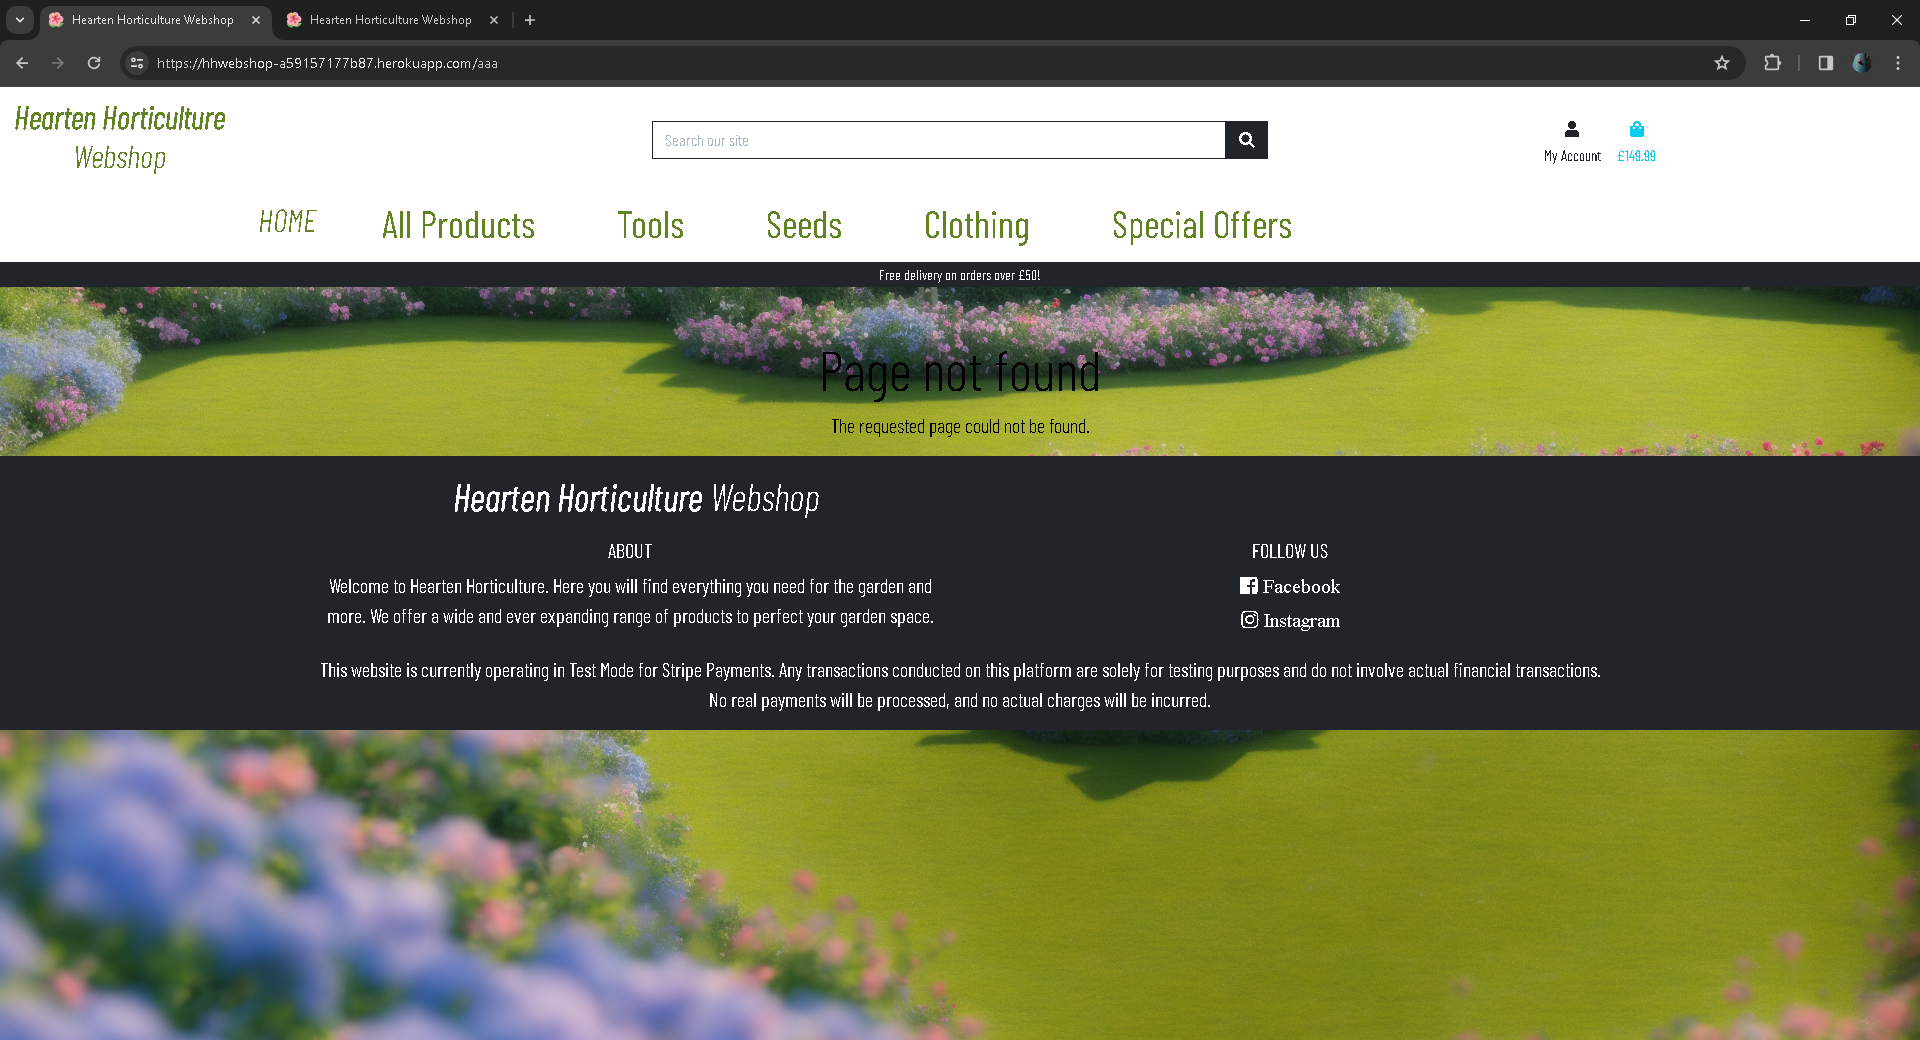 Hearten Horticulture Webshop
Hearten Horticulture Webshop
https://hhwebshop-a59157177b87.herokuapp.com/aaa
Hearten Horticulture
Webshop
Search our site
My Account
£149.99
HOME
All Products
Tools
Seeds
Clothing
Special Offers
Free delivery on orders over £50!
Page not found
The requested page could not be found.
Hearten Horticulture Webshop
ABOUT
Welcome to Hearten Horticulture. Here you will find everything you need for the garden and
more. We offer a wide and ever expanding range of products to perfect your garden space.
FOLLOW US
Facebook
Instagram
This website is currently operating in Test Mode for Stripe Payments. Any transactions conducted on this platform are solely for testing purposes and do not involve actual financial transactions.
No real payments will be processed, and no actual charges will be incurred.